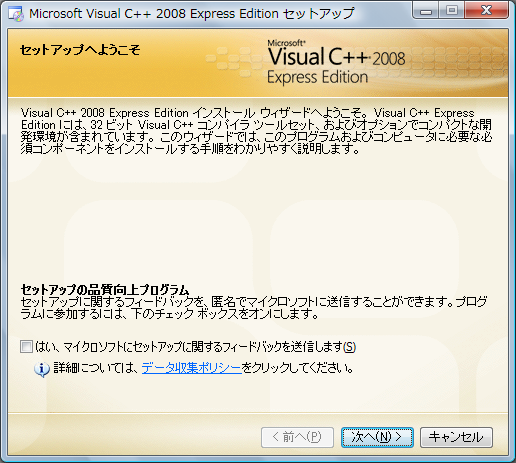 Microsoft Visual C++ 2008 Express Edition セットアップ
セットアップへようこそ
Microsoft®
Visual C++ 2008
Express Edition
Visual C++ 2008 Express Edition インストール ウィザードへようこそ。 Visual C++ Express
Edition には、32 ビット Visual C++ コンパイラ ツールセット、およびオプションでコンパクトな開
発環境が含まれています。このウィザードでは、このプログラムおよびコンピュータに必要な必
須コンポーネントをインストールする手順をわかりやすく説明します。
セットアップの品質向上プログラム
セットアップに関するフィードバックを、匿名でマイクロソフトに送信することができます。プログ
ラムに参加するには、下のチェック ボックスをオンにします。
はい、マイクロソフトにセットアップに関するフィードバックを送信します(S)
詳細については、データ収集ポリシーをクリックしてください。
< 前へ(P)
次へ(N) >
キャンセル